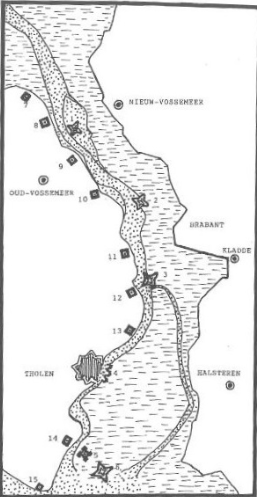 NIEUW-VOSSEMEER
7
8
9
OUD-VOSSEMEER
10
2
BRABANT
11
KLADDE
3
12
13
THOLEN
4
HALSTEREN
14
5
15